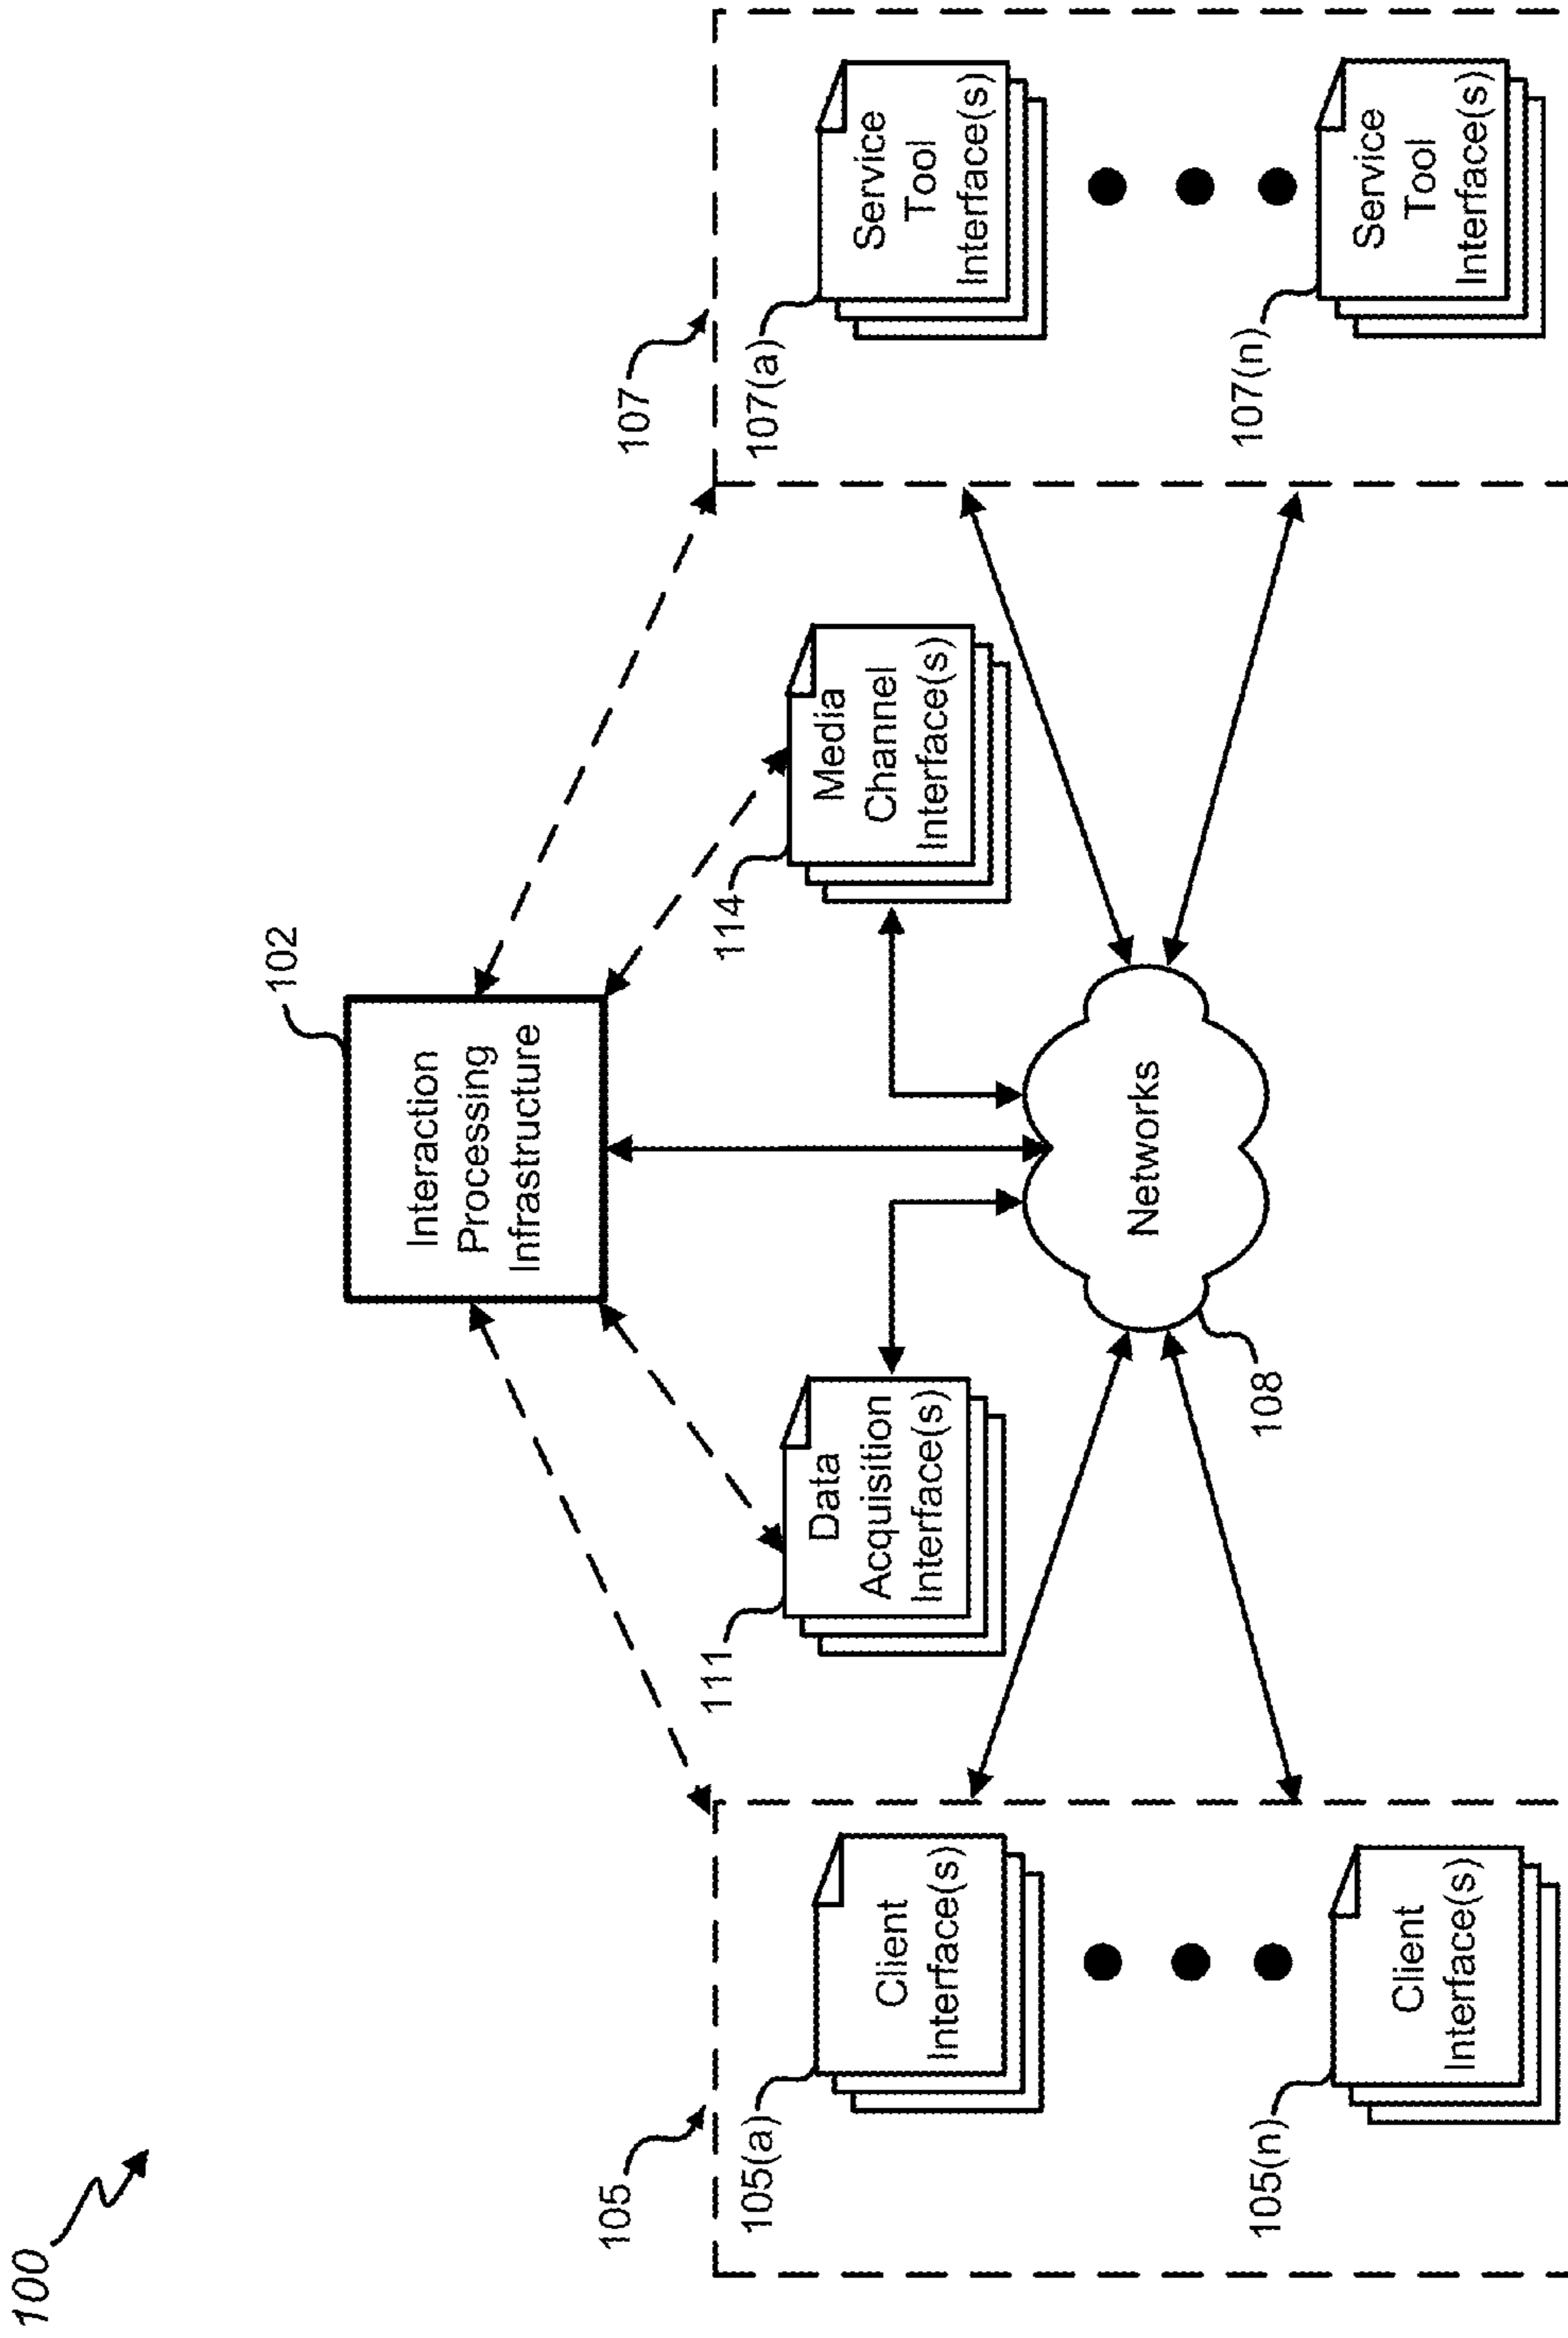 100
102
Interaction
Processing
Infrastructure
105
107
111
114
105(a)
Client
Interface(s)
Data
Acquisition
Interface(s)
Media
Channel
Interface(s)
107(a)
Service
Tool
Interface(s)
Networks
108
105(n)
Client
Interface(s)
107(n)
Service
Tool
Interface(s)